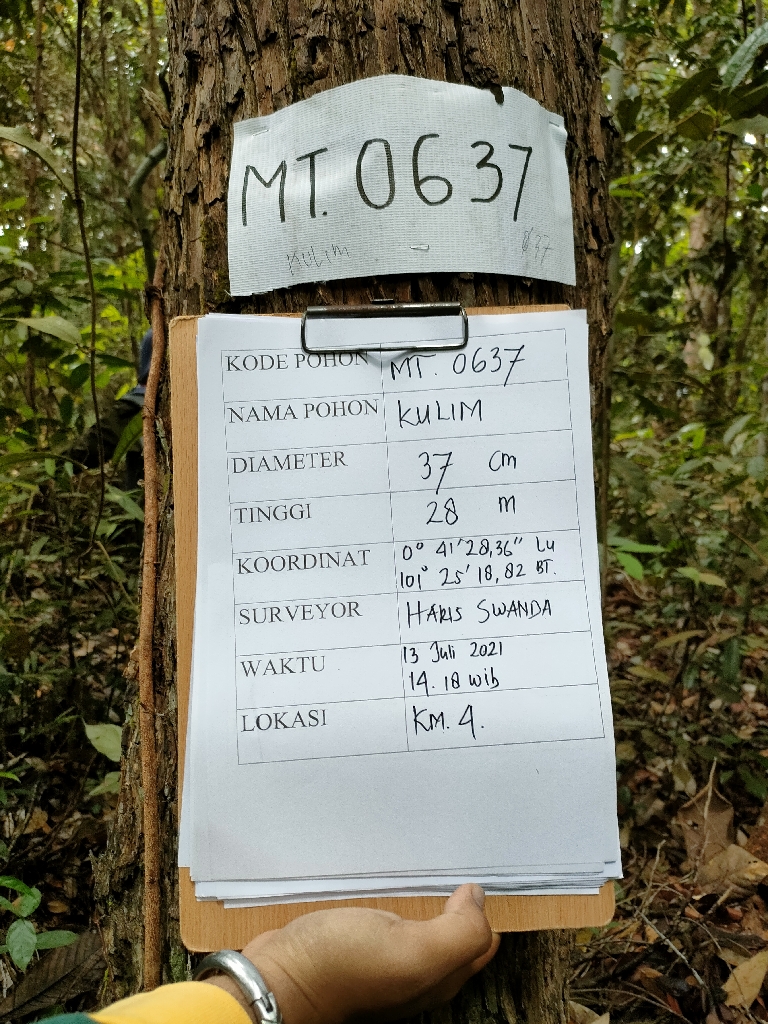 MT. 0637
KULIM 037
KODE POHON MT. 0637
NAMA POHON KULIM
DIAMETER 37 cm
TINGGI 28 m
KOORDINAT 0° 41' 28,36" LU
101° 25' 18,82 BT.
SURVEYOR HARIS SWANDA
WAKTU 13 Juli 2021
14.18 wib
LOKASI KM. 4.